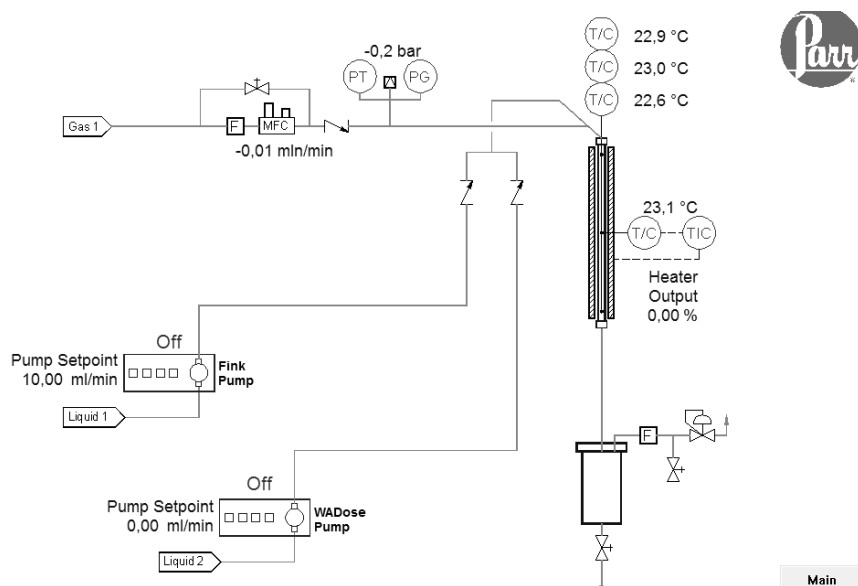 T/C 22,9 °C
-0,2 bar
T/C 23,0 °C
PT PG
T/C 22,6 °C
Parr
Gas 1
F
MFC
-0,01 mln/min
23,1 °C
T/C TIC
Heater
Output
0,00 %
Off
Pump Setpoint
10,00 ml/min
Fink
Pump
Liquid 1
F
Off
Pump Setpoint
0,00 ml/min
WADose
Pump
Liquid 2
Main